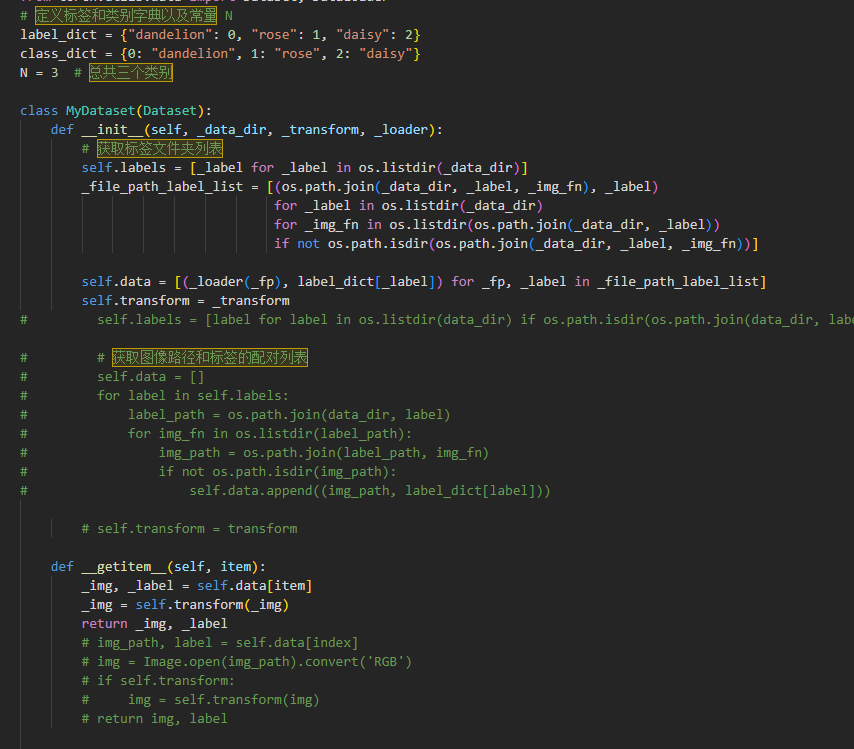 # 定义标签和类别字典以及常量 N
label_dict = {"dandelion": 0, "rose": 1, "daisy": 2}
class_dict = {0: "dandelion", 1: "rose", 2: "daisy"}
N = 3  # 总共三个类别

class MyDataset(Dataset):
    def __init__(self, _data_dir, _transform, _loader):
        # 获取标签文件夹列表
        self.labels = [_label for _label in os.listdir(_data_dir)]
        _file_path_label_list = [(os.path.join(_data_dir, _label, _img_fn), _label)
                                 for _label in os.listdir(_data_dir)
                                 for _img_fn in os.listdir(os.path.join(_data_dir, _label))
                                 if not os.path.isdir(os.path.join(_data_dir, _label, _img_fn))]

        self.data = [(_loader(_fp), label_dict[_label]) for _fp, _label in _file_path_label_list]
        self.transform = _transform
#         self.labels = [label for label in os.listdir(data_dir) if os.path.isdir(os.path.join(data_dir, labe

#         # 获取图像路径和标签的配对列表
#         self.data = []
#         for label in self.labels:
#             label_path = os.path.join(data_dir, label)
#             for img_fn in os.listdir(label_path):
#                 img_path = os.path.join(label_path, img_fn)
#                 if not os.path.isdir(img_path):
#                     self.data.append((img_path, label_dict[label]))

        # self.transform = transform

    def __getitem__(self, item):
        _img, _label = self.data[item]
        _img = self.transform(_img)
        return _img, _label
        # img_path, label = self.data[index]
        # img = Image.open(img_path).convert('RGB')
        # if self.transform:
        #     img = self.transform(img)
        # return img, label